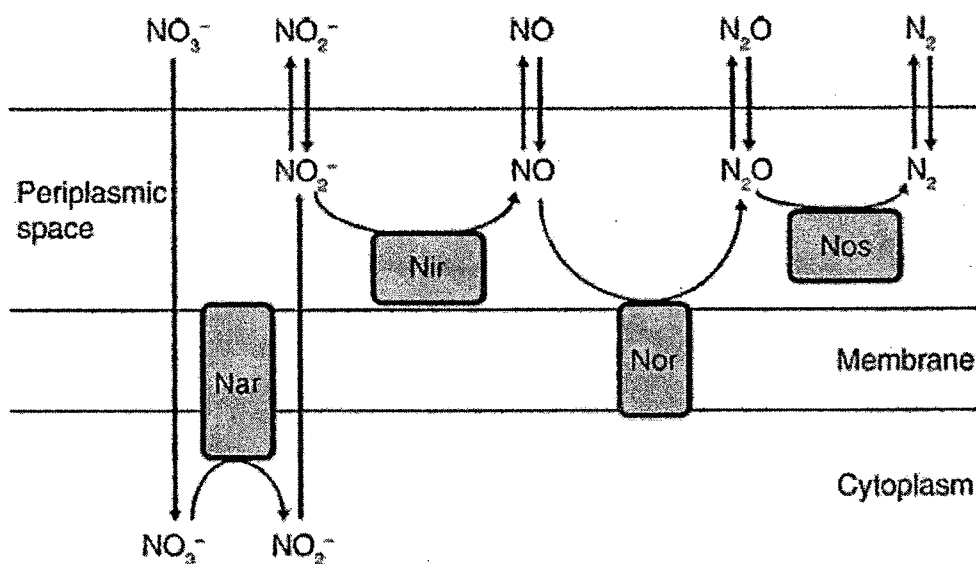 NO₃⁻ NO₂⁻ NO N₂O N₂
NO₂⁻ NO N₂O N₂
Periplasmic
space
Nir
Nos
Nar
Nor
Membrane
Cytoplasm
NO₃⁻ NO₂⁻